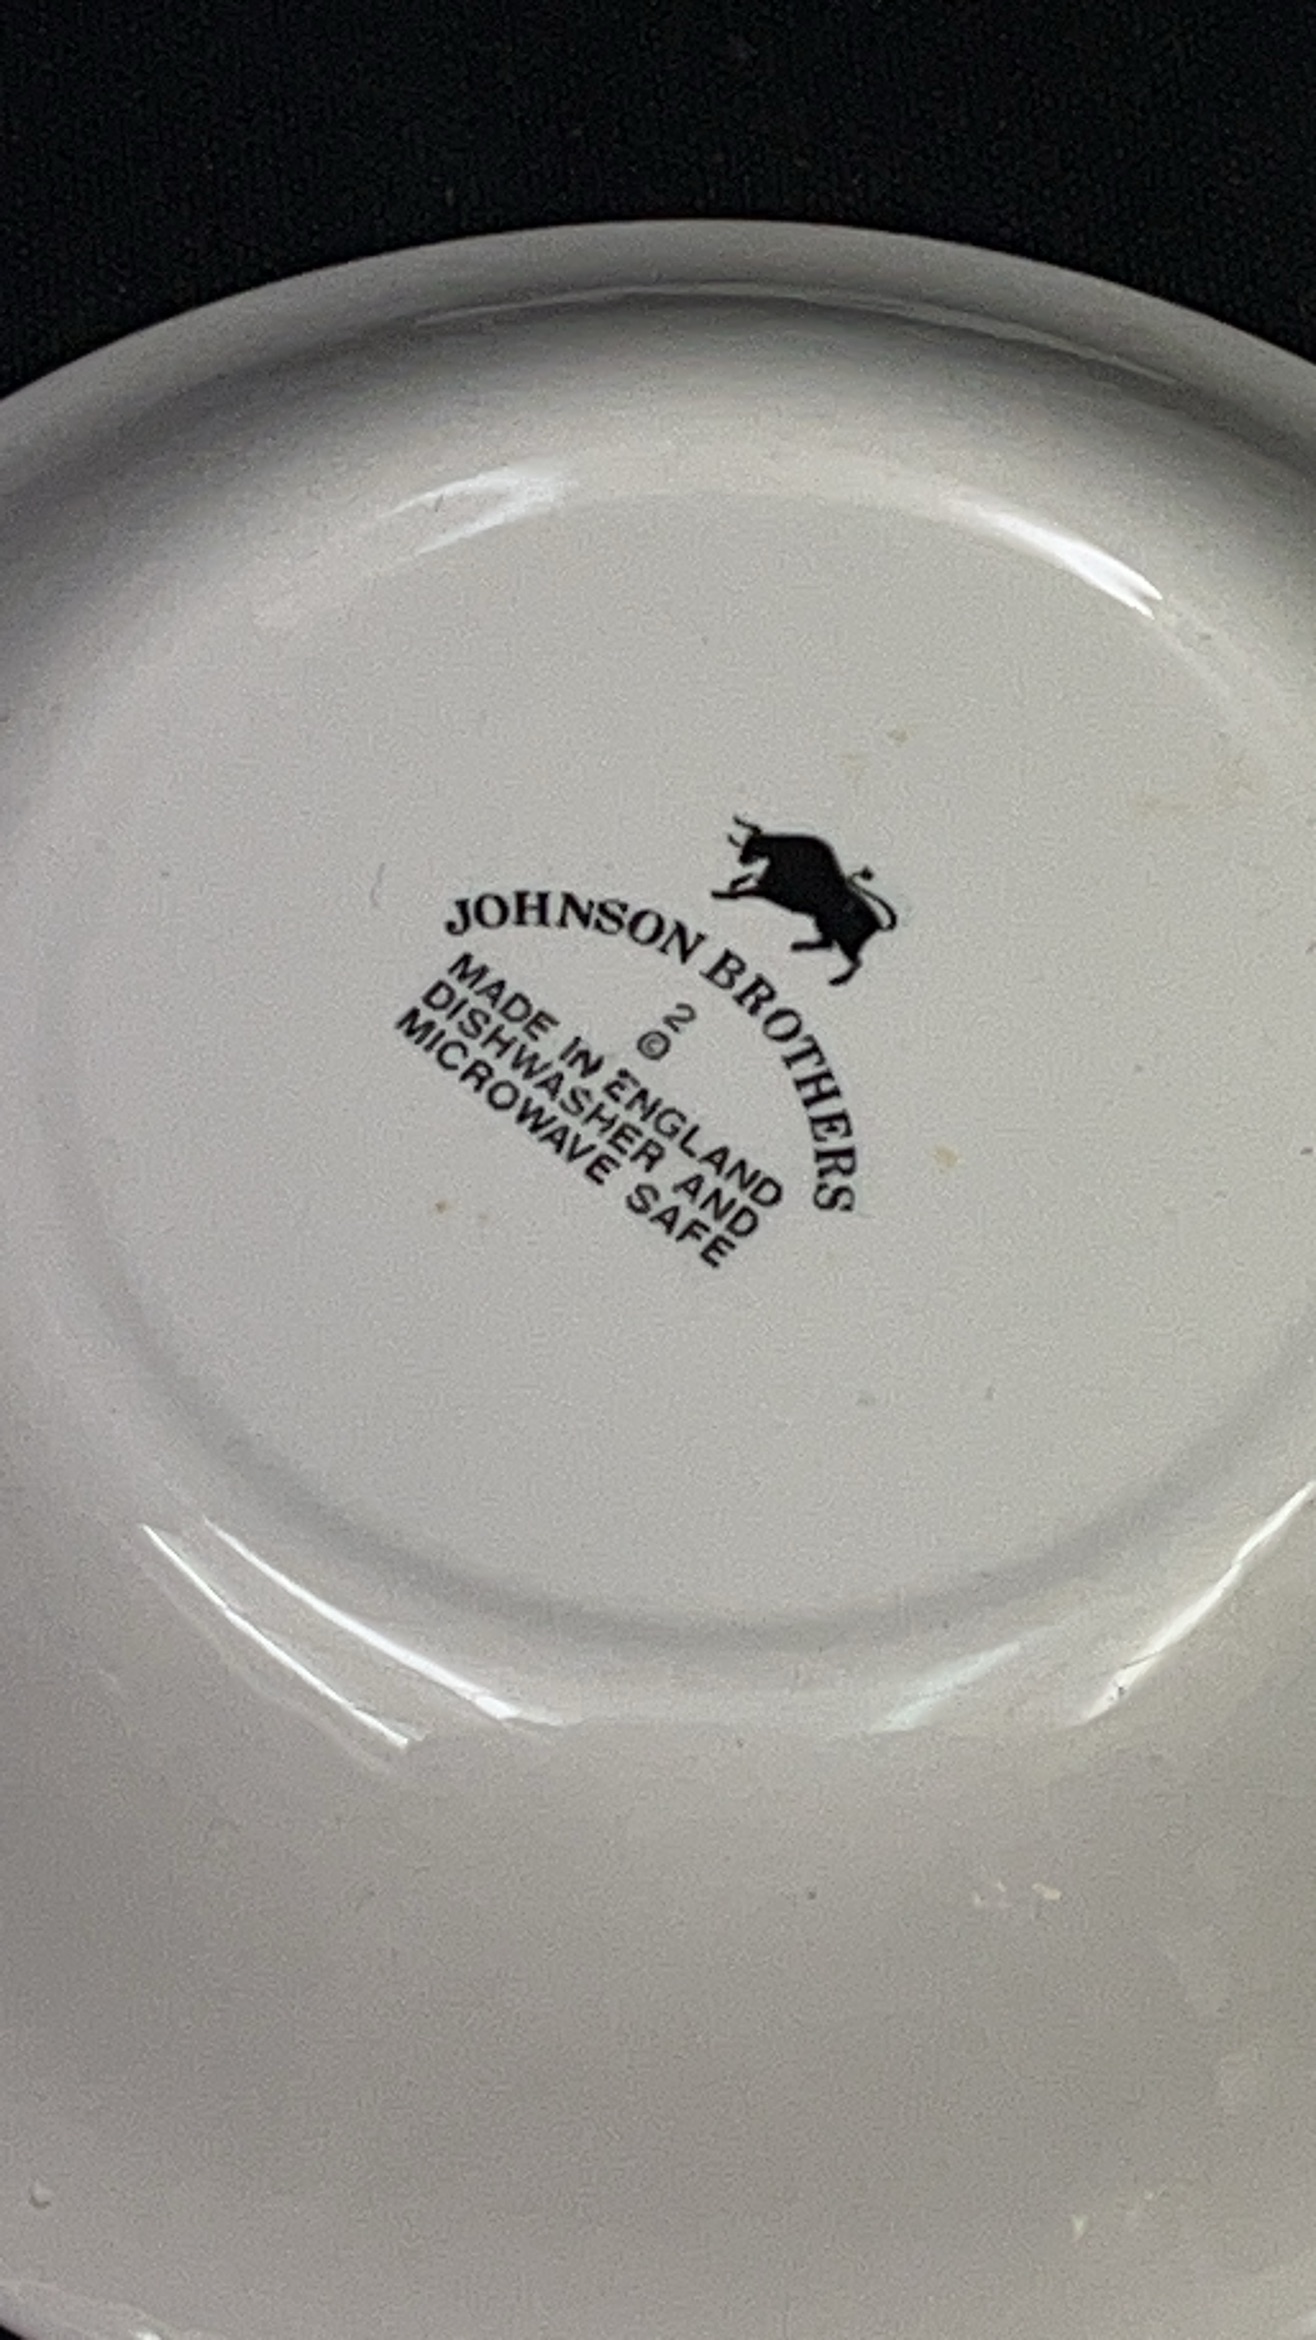 JOHNSON BROTHERS
2
©
MADE IN ENGLAND
DISHWASHER AND
MICROWAVE SAFE